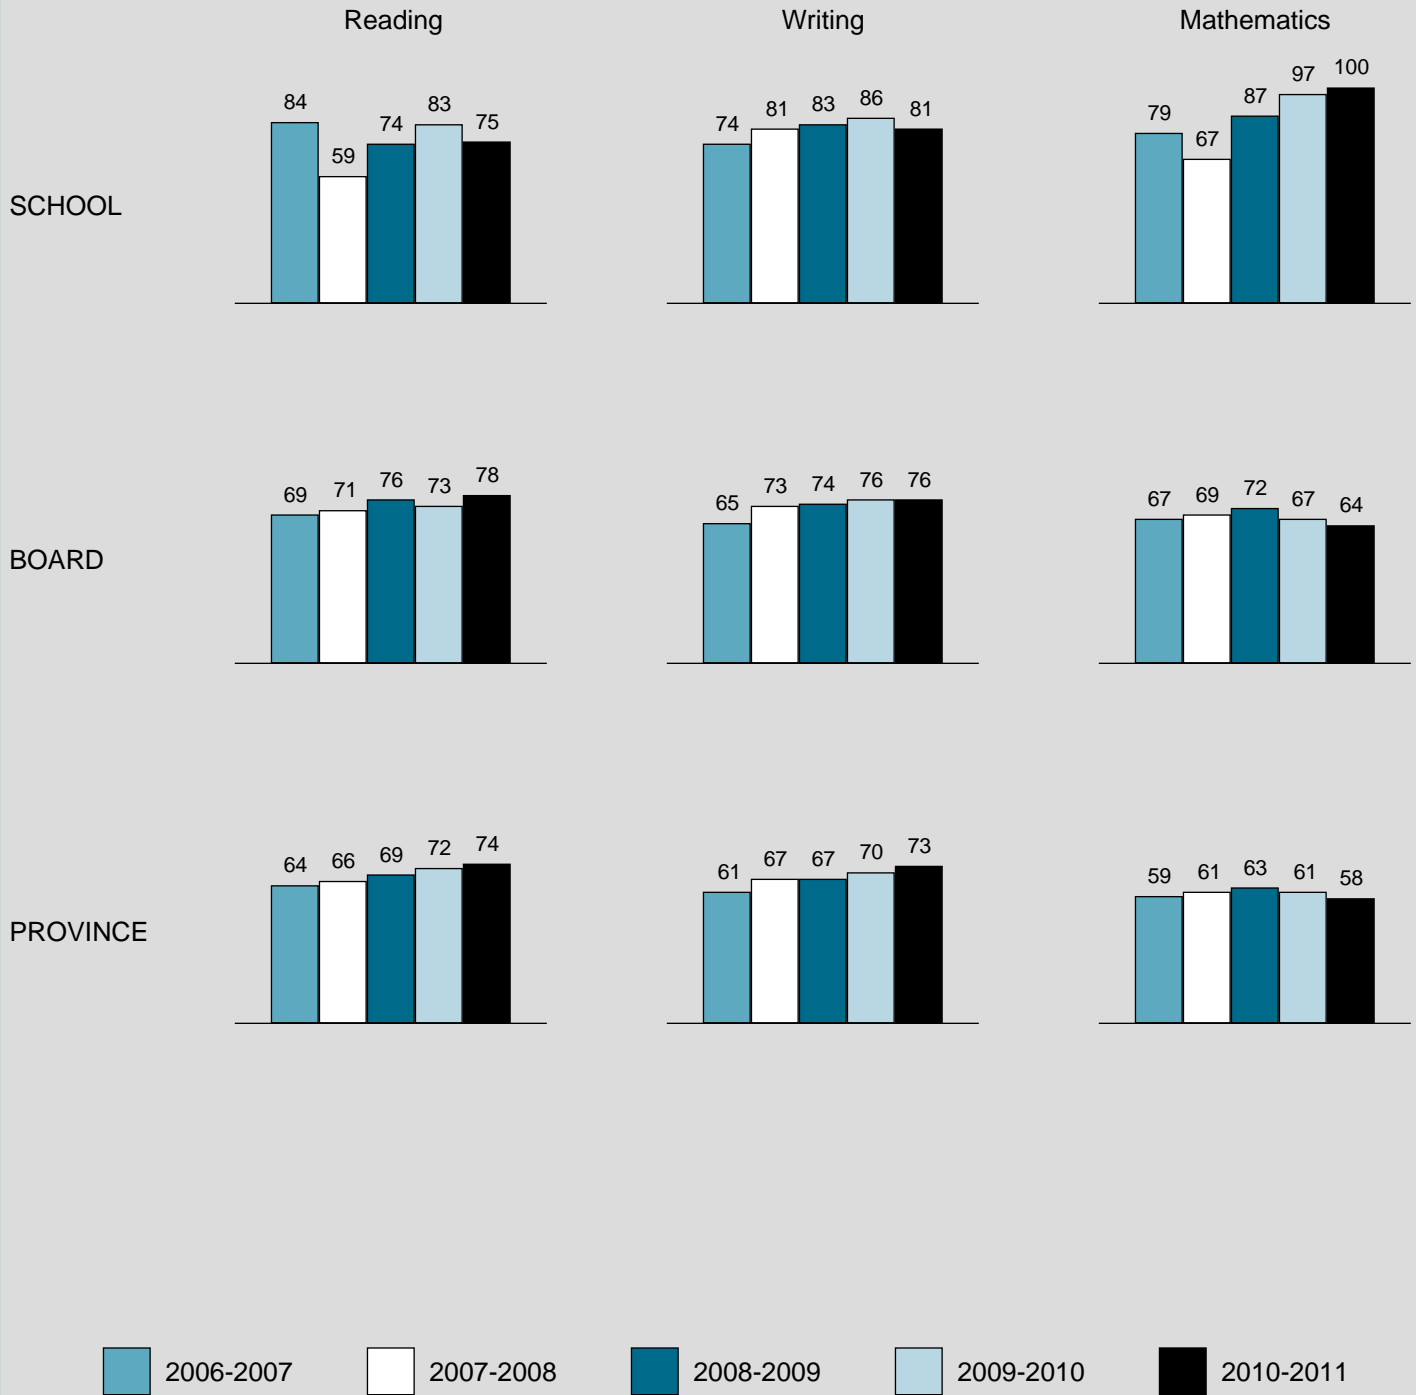 Reading Writing Mathematics
SCHOOL
84 59 74 83 75
74 81 83 86 81
79 67 87 97 100
BOARD
69 71 76 73 78
65 73 74 76 76
67 69 72 67 64
PROVINCE
64 66 69 72 74
61 67 67 70 73
59 61 63 61 58
2006-2007 2007-2008 2008-2009 2009-2010 2010-2011